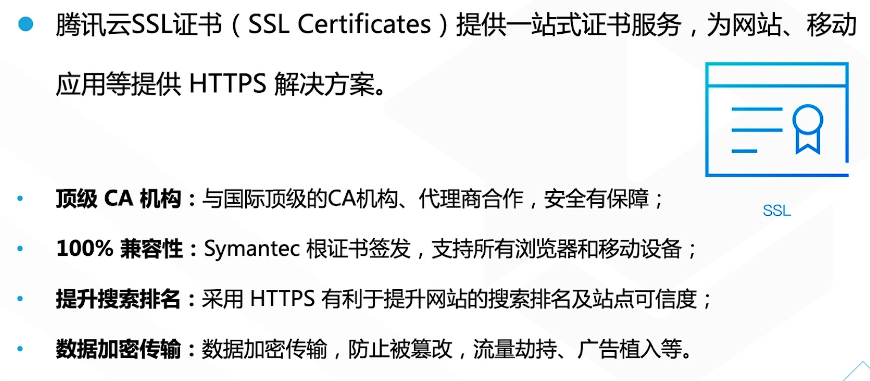 腾讯云SSL证书（SSL Certificates）提供一站式证书服务，为网站、移动
应用等提供 HTTPS 解决方案。
SSL
顶级 CA 机构：与国际顶级的CA机构、代理商合作，安全有保障；
100% 兼容性：Symantec 根证书签发，支持所有浏览器和移动设备；
提升搜索排名：采用 HTTPS 有利于提升网站的搜索排名及站点可信度；
数据加密传输：数据加密传输，防止被篡改，流量劫持、广告植入等。